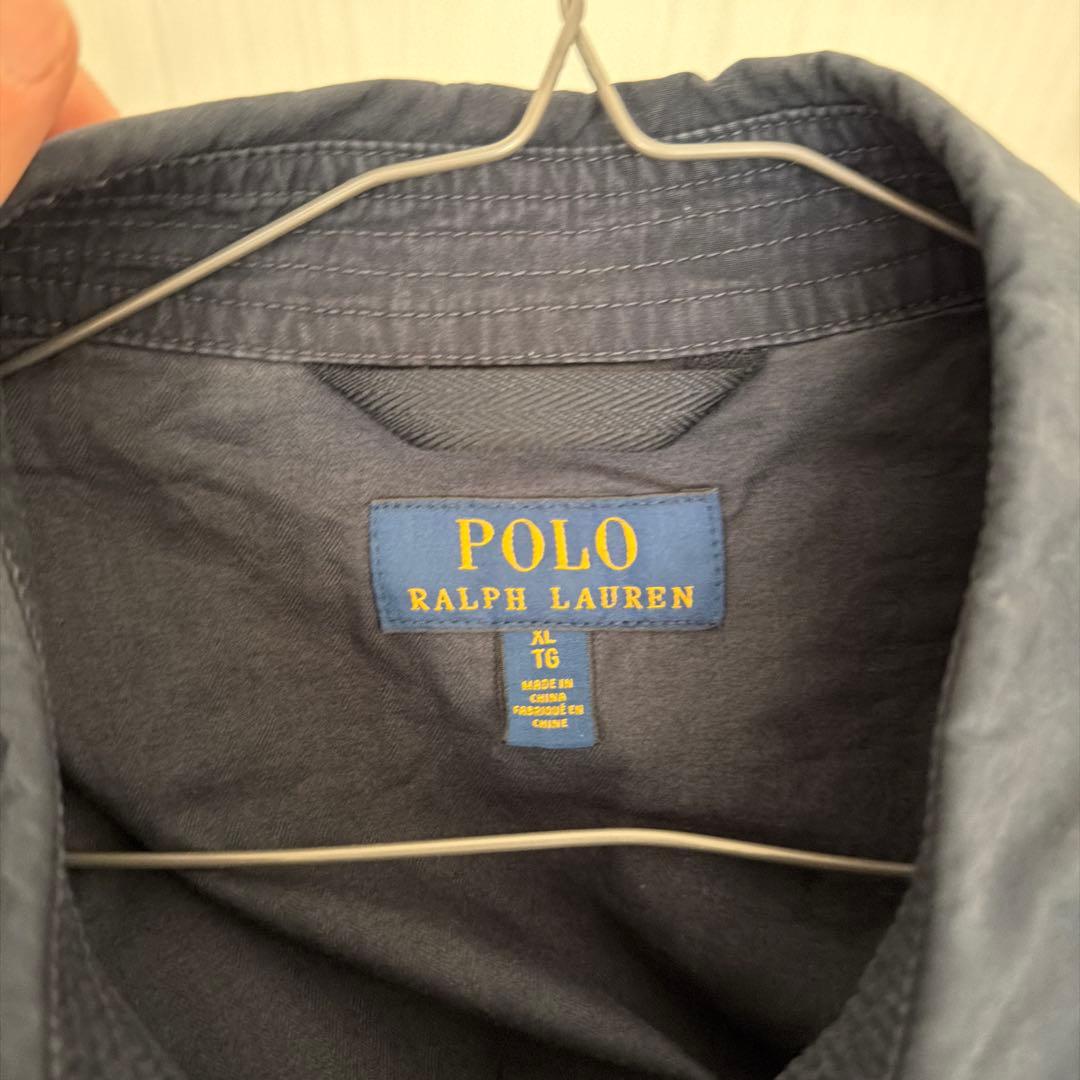 POLO
RALPH LAUREN
XL
TG
MADE IN
CHINA
FABRIQUÉ EN
CHINE